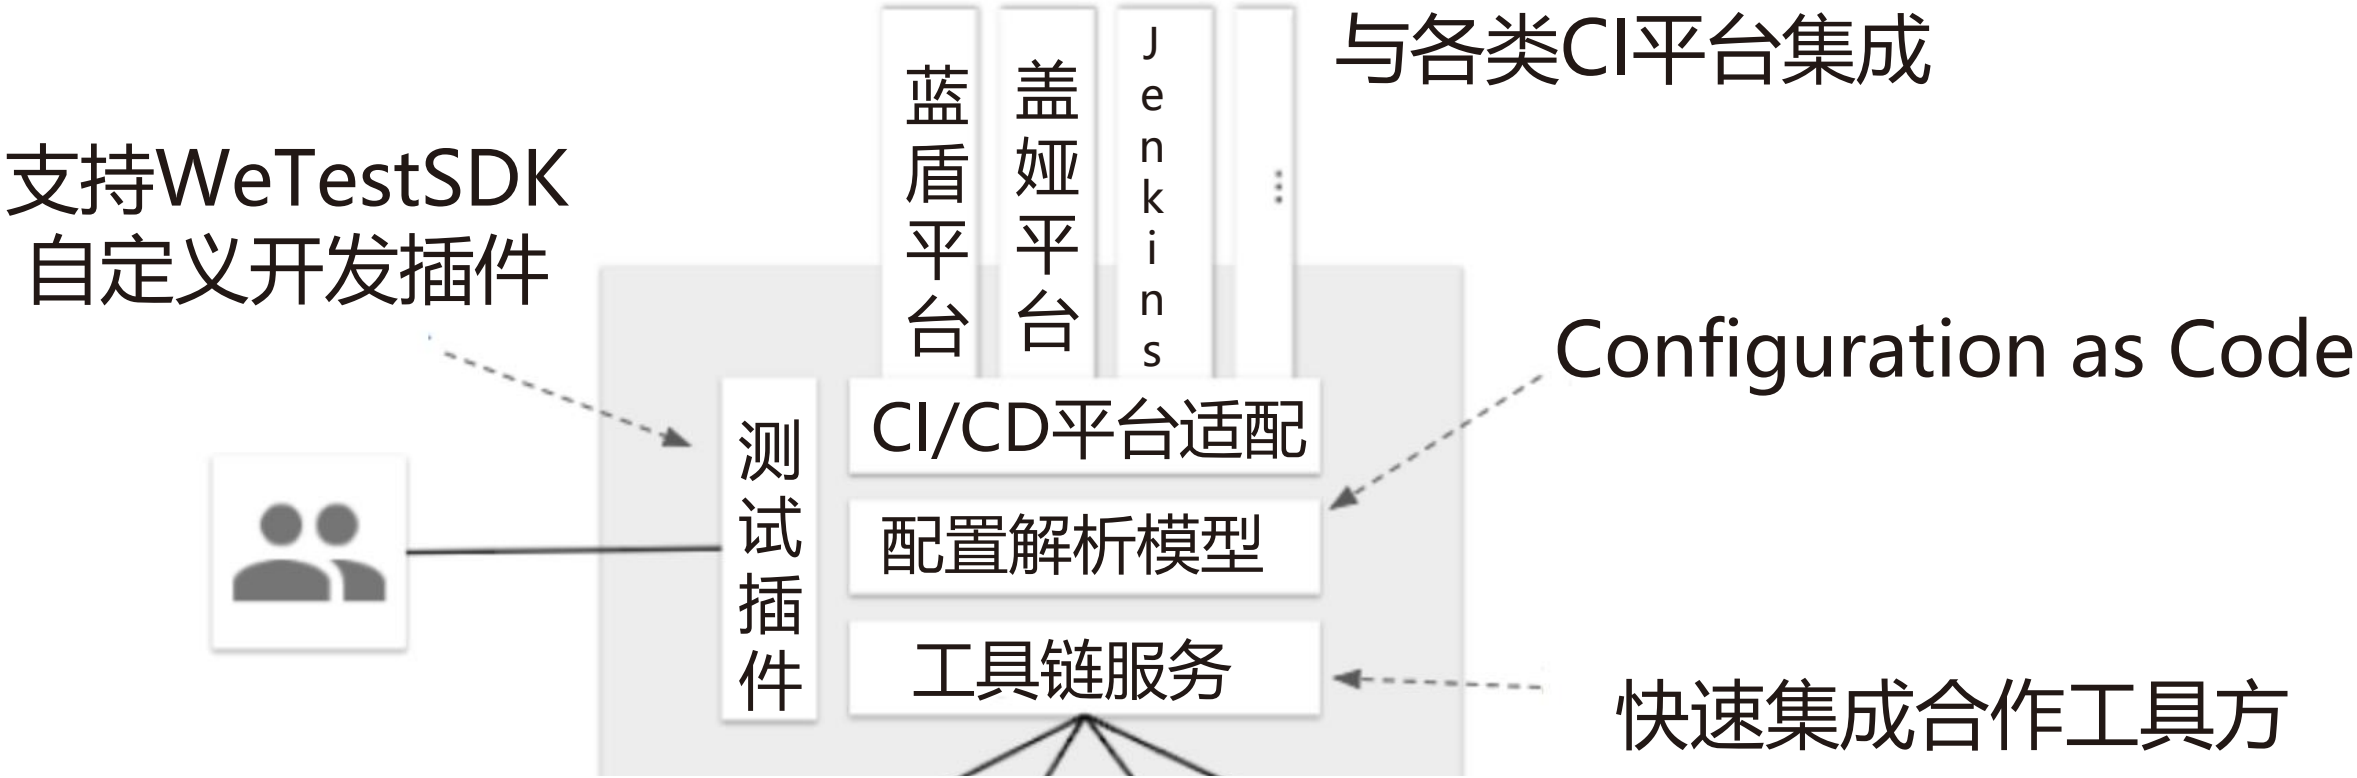 与各类CI平台集成
蓝盾平台
盖娅平台
Jenkins
...
支持WeTestSDK
自定义开发插件
Configuration as Code
测试插件
CI/CD平台适配
配置解析模型
工具链服务
快速集成合作工具方